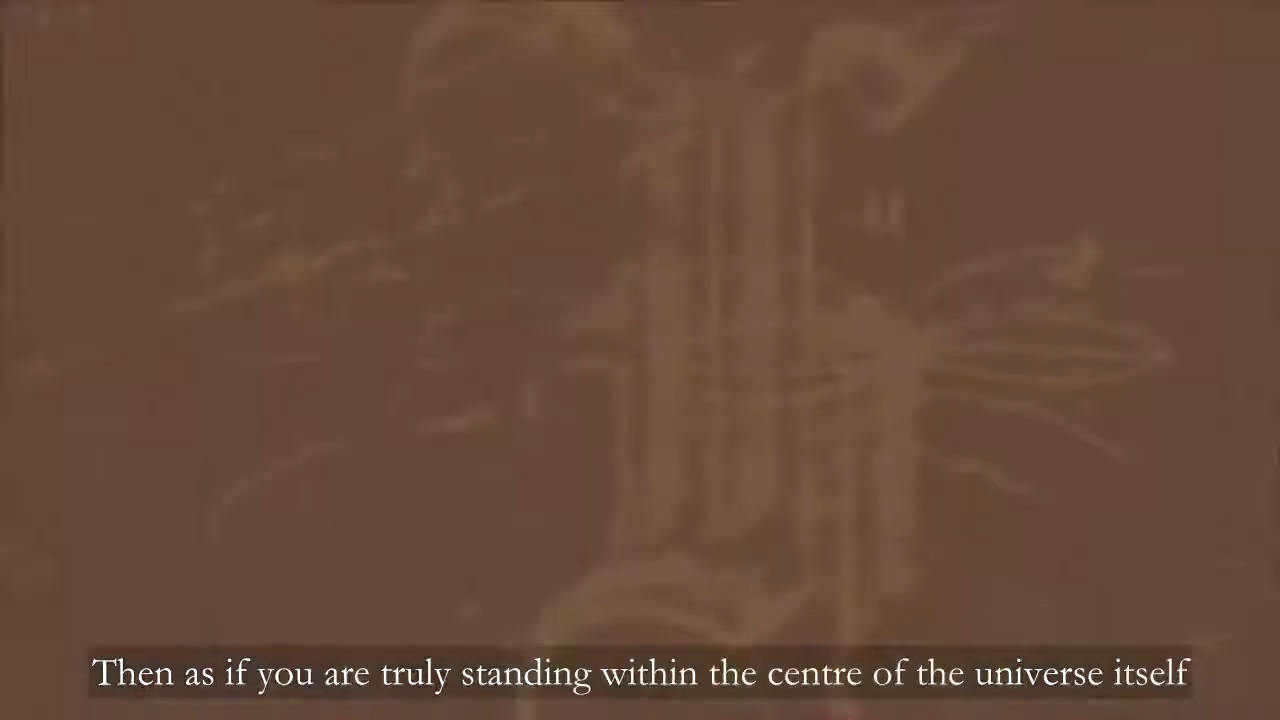 Then as if you are truly standing within the centre of the universe itself